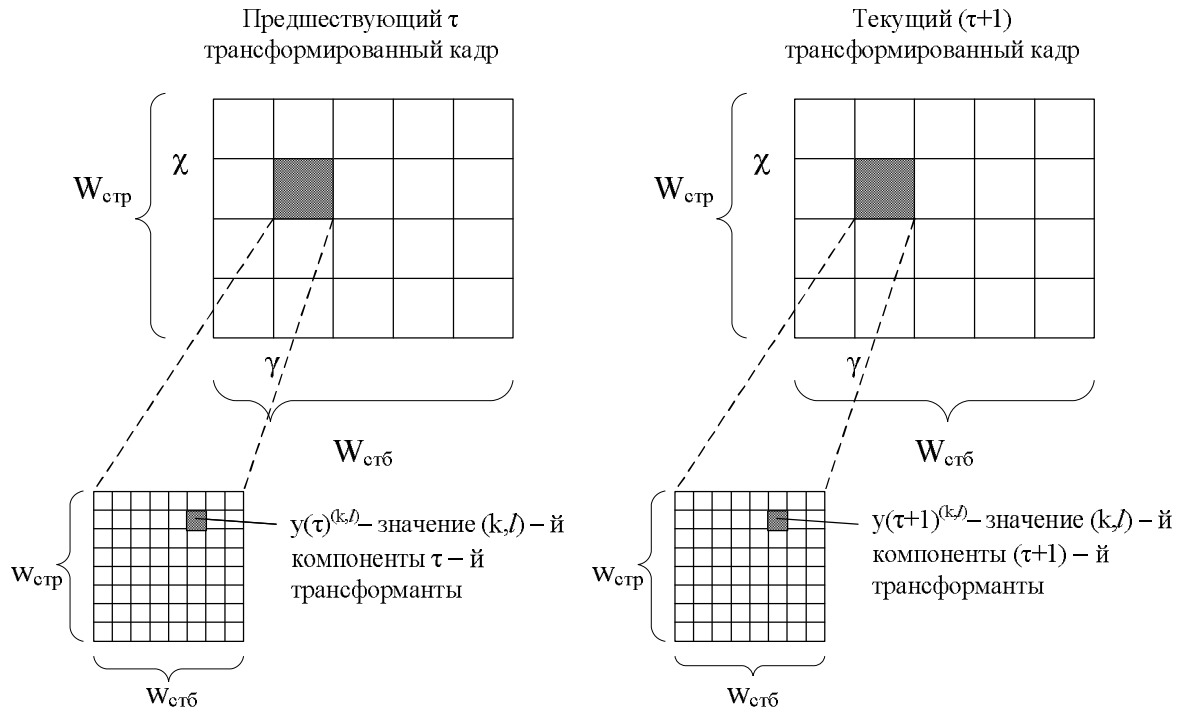 Предшествующий τ
трансформированный кадр
χ
Wстр
γ
Wстб
y(τ)^(k,l) – значение (k,l) – й
компоненты τ – й
трансформанты
wстр
wстб
Текущий (τ+1)
трансформированный кадр
χ
Wстр
γ
Wстб
y(τ+1)^(k,l) – значение (k,l) – й
компоненты (τ+1) – й
трансформанты
wстр
wстб